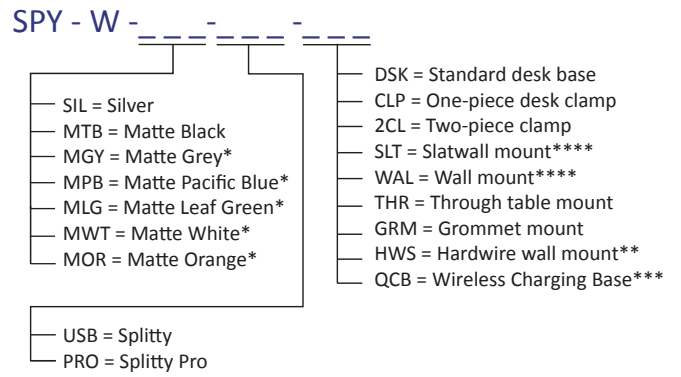 SPY - W - _ _ _ - _ _ _ - _ _ _
SIL = Silver
MTB = Matte Black
MGY = Matte Grey*
MPB = Matte Pacific Blue*
MLG = Matte Leaf Green*
MWT = Matte White*
MOR = Matte Orange*
USB = Splitty
PRO = Splitty Pro
DSK = Standard desk base
CLP = One-piece desk clamp
2CL = Two-piece clamp
SLT = Slatwall mount****
WAL = Wall mount****
THR = Through table mount
GRM = Grommet mount
HWS = Hardwire wall mount**
QCB = Wireless Charging Base***